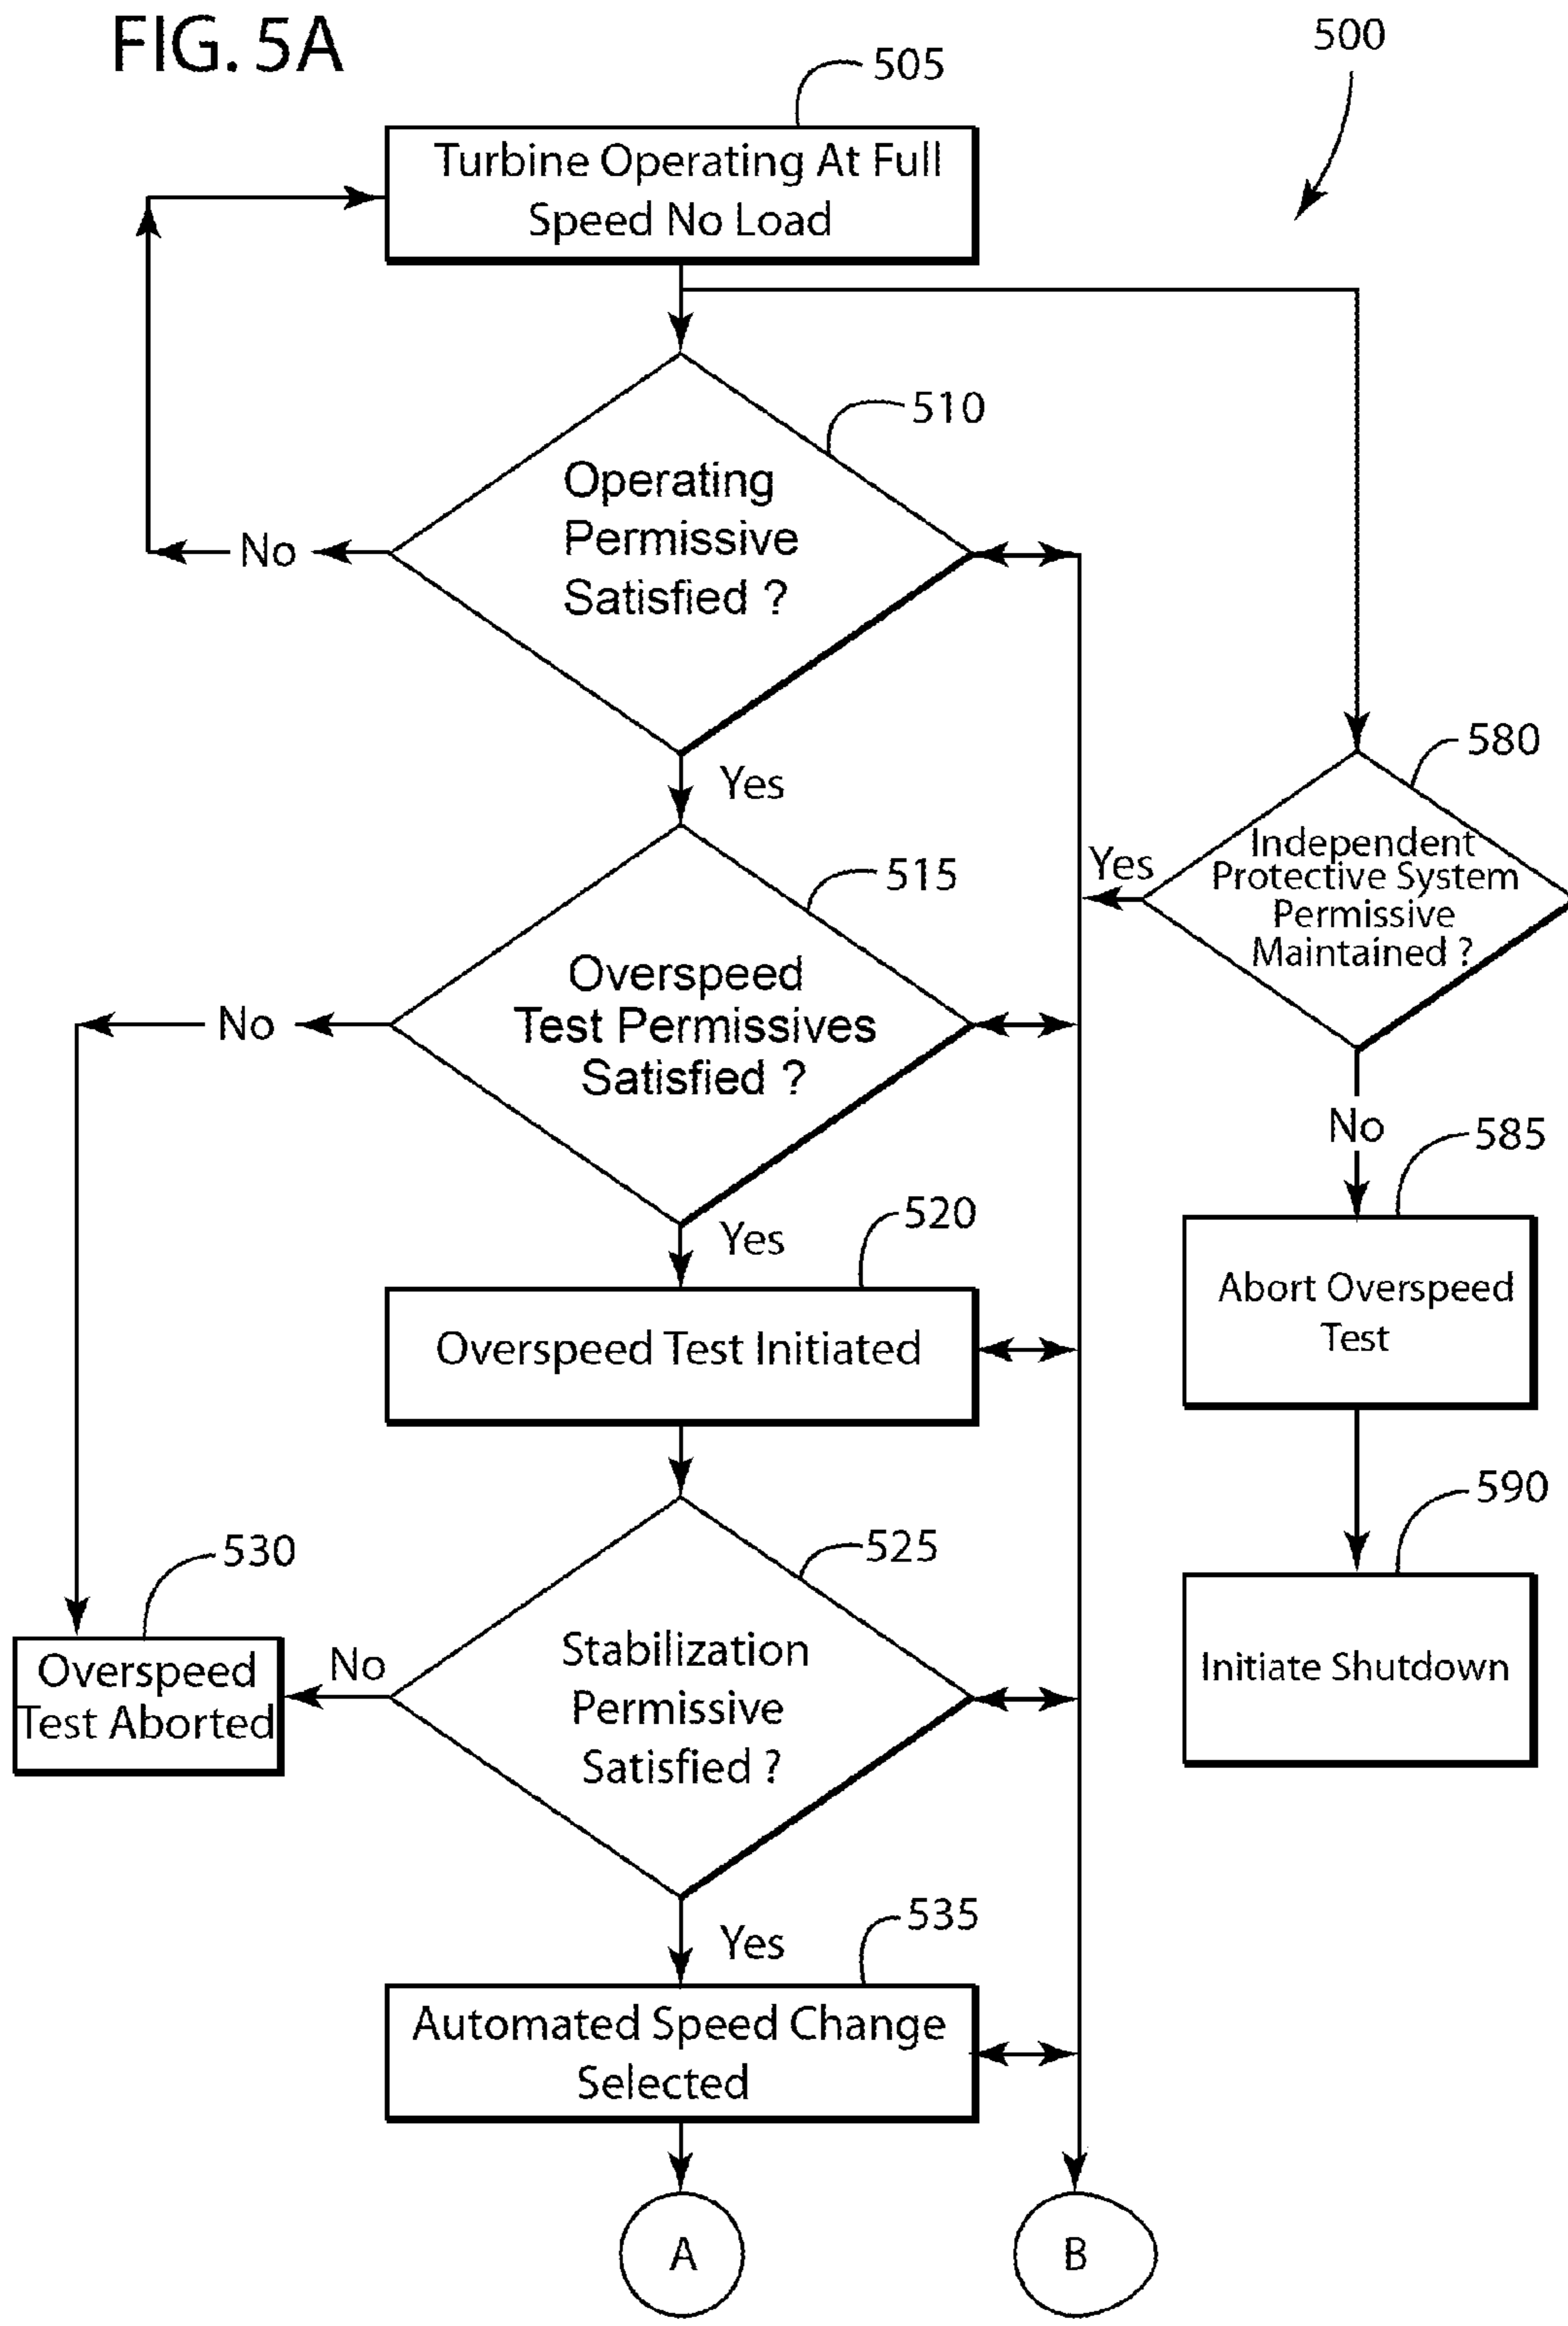 FIG. 5A
500
505
Turbine Operating At Full
Speed No Load
510
Operating
Permissive
Satisfied ?
No
Yes
580
Independent
Protective System
Permissive
Maintained ?
Yes
No
515
Overspeed
Test Permissives
Satisfied ?
No
Yes
585
Abort Overspeed
Test
520
Overspeed Test Initiated
590
Initiate Shutdown
525
Stabilization
Permissive
Satisfied ?
No
Yes
530
Overspeed
Test Aborted
535
Automated Speed Change
Selected
A
B